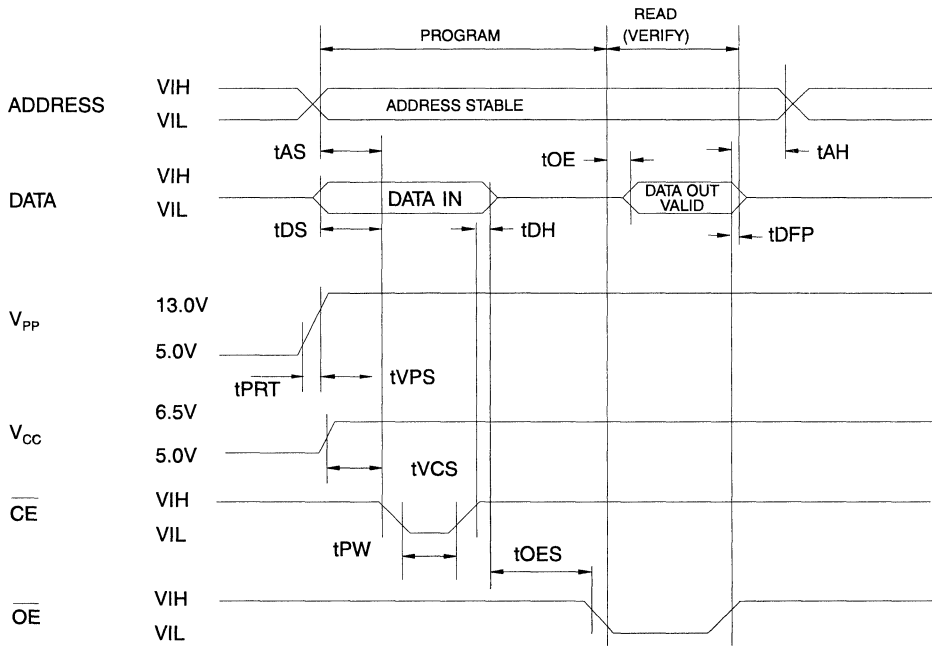 READ
PROGRAM (VERIFY)
VIH
ADDRESS
VIL
ADDRESS STABLE
tAS tOE tAH
VIH
DATA
VIL
DATA IN
DATA OUT
VALID
tDS tDH tDFP
13.0V
VPP
5.0V
tPRT tVPS
6.5V
VCC
5.0V
tVCS
VIH
CE
VIL
tPW tOES
VIH
OE
VIL